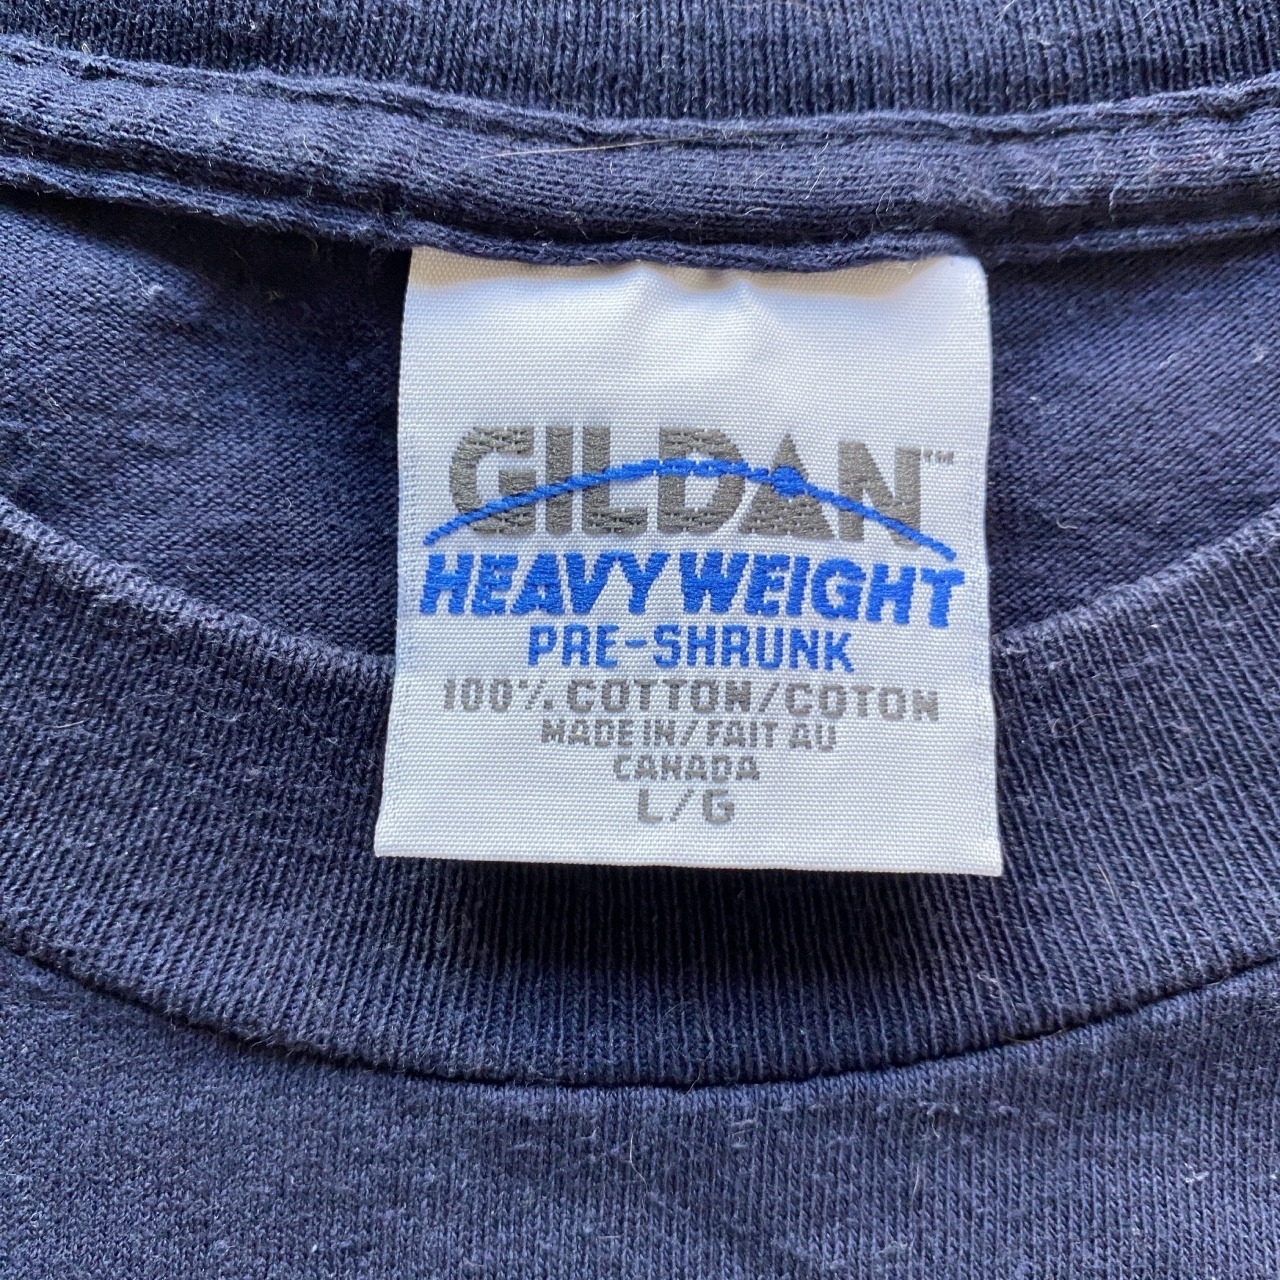 GILDAN™
HEAVY WEIGHT
PRE-SHRUNK
100% COTTON/COTON
MADE IN/FAIT AU
CANADA
L/G